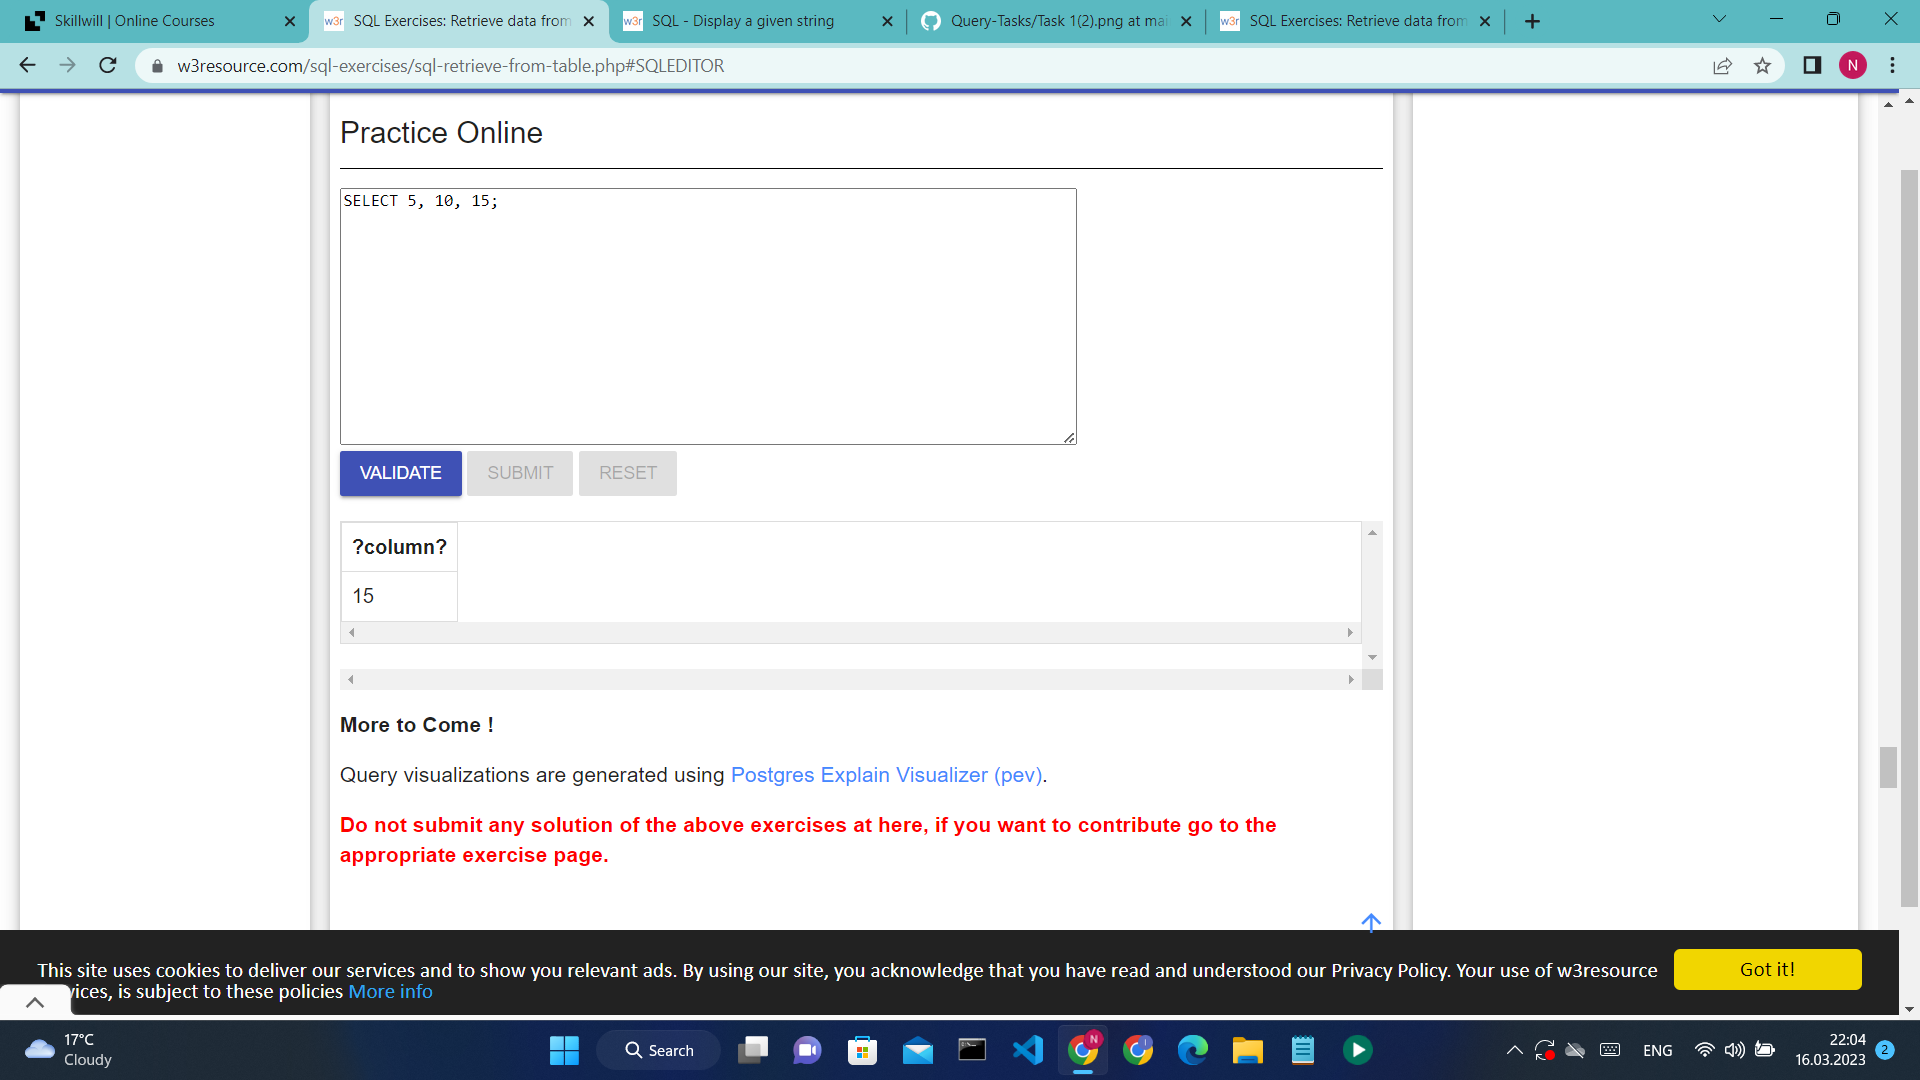 Skillwill | Online Courses
w3r SQL Exercises: Retrieve data from
w3r SQL - Display a given string
Query-Tasks/Task 1(2).png at mai
w3r SQL Exercises: Retrieve data from
w3resource.com/sql-exercises/sql-retrieve-from-table.php#SQLEDITOR
N
Practice Online
SELECT 5, 10, 15;
VALIDATE
SUBMIT
RESET
?column?
15
More to Come !
Query visualizations are generated using Postgres Explain Visualizer (pev).
Do not submit any solution of the above exercises at here, if you want to contribute go to the
appropriate exercise page.
This site uses cookies to deliver our services and to show you relevant ads. By using our site, you acknowledge that you have read and understood our Privacy Policy. Your use of w3resource
vices, is subject to these policies More info
Got it!
17°C
Cloudy
Search
N
ENG
22:04
16.03.2023
2